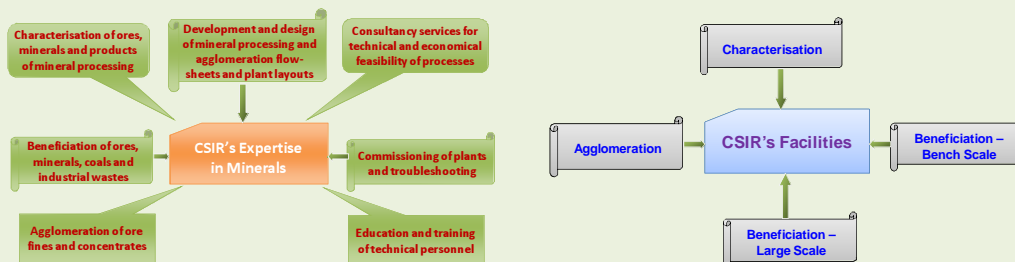 Characterisation of ores,
minerals and products
of mineral processing
Development and design
of mineral processing and
agglomeration flow-
sheets and plant layouts
Consultancy services for
technical and economical
feasibility of processes
Beneficiation of ores,
minerals, coals and
industrial wastes
CSIR's Expertise
in Minerals
Commissioning of plants
and troubleshooting
Agglomeration of ore
fines and concentrates
Education and training
of technical personnel
Characterisation
Agglomeration
CSIR's Facilities
Beneficiation –
Bench Scale
Beneficiation –
Large Scale